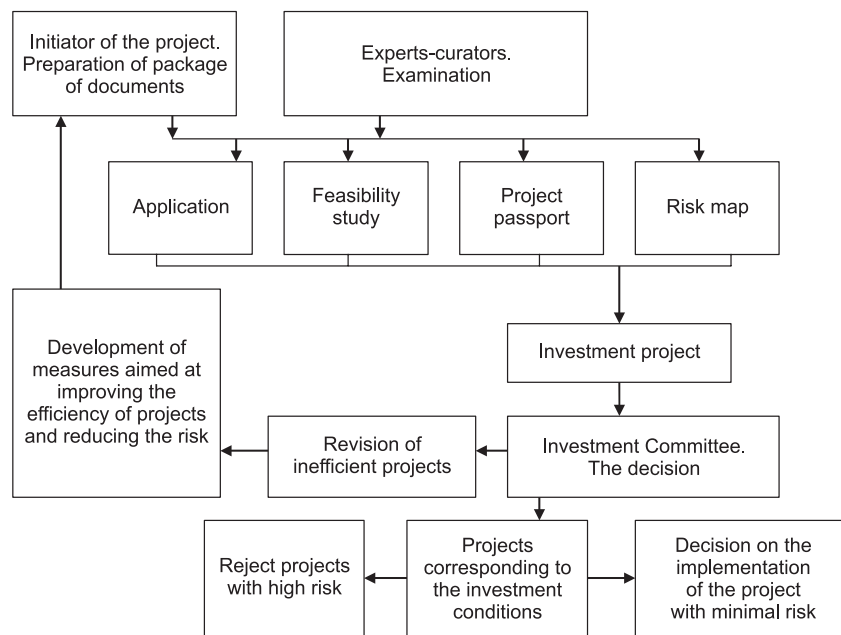 Initiator of the project.
Preparation of package
of documents
Experts-curators.
Examination
Application
Feasibility
study
Project
passport
Risk map
Development of
measures aimed at
improving the
efficiency of projects
and reducing the risk
Investment project
Revision of
inefficient projects
Investment Committee.
The decision
Reject projects
with high risk
Projects
corresponding to
the investment
conditions
Decision on the
implementation
of the project
with minimal risk